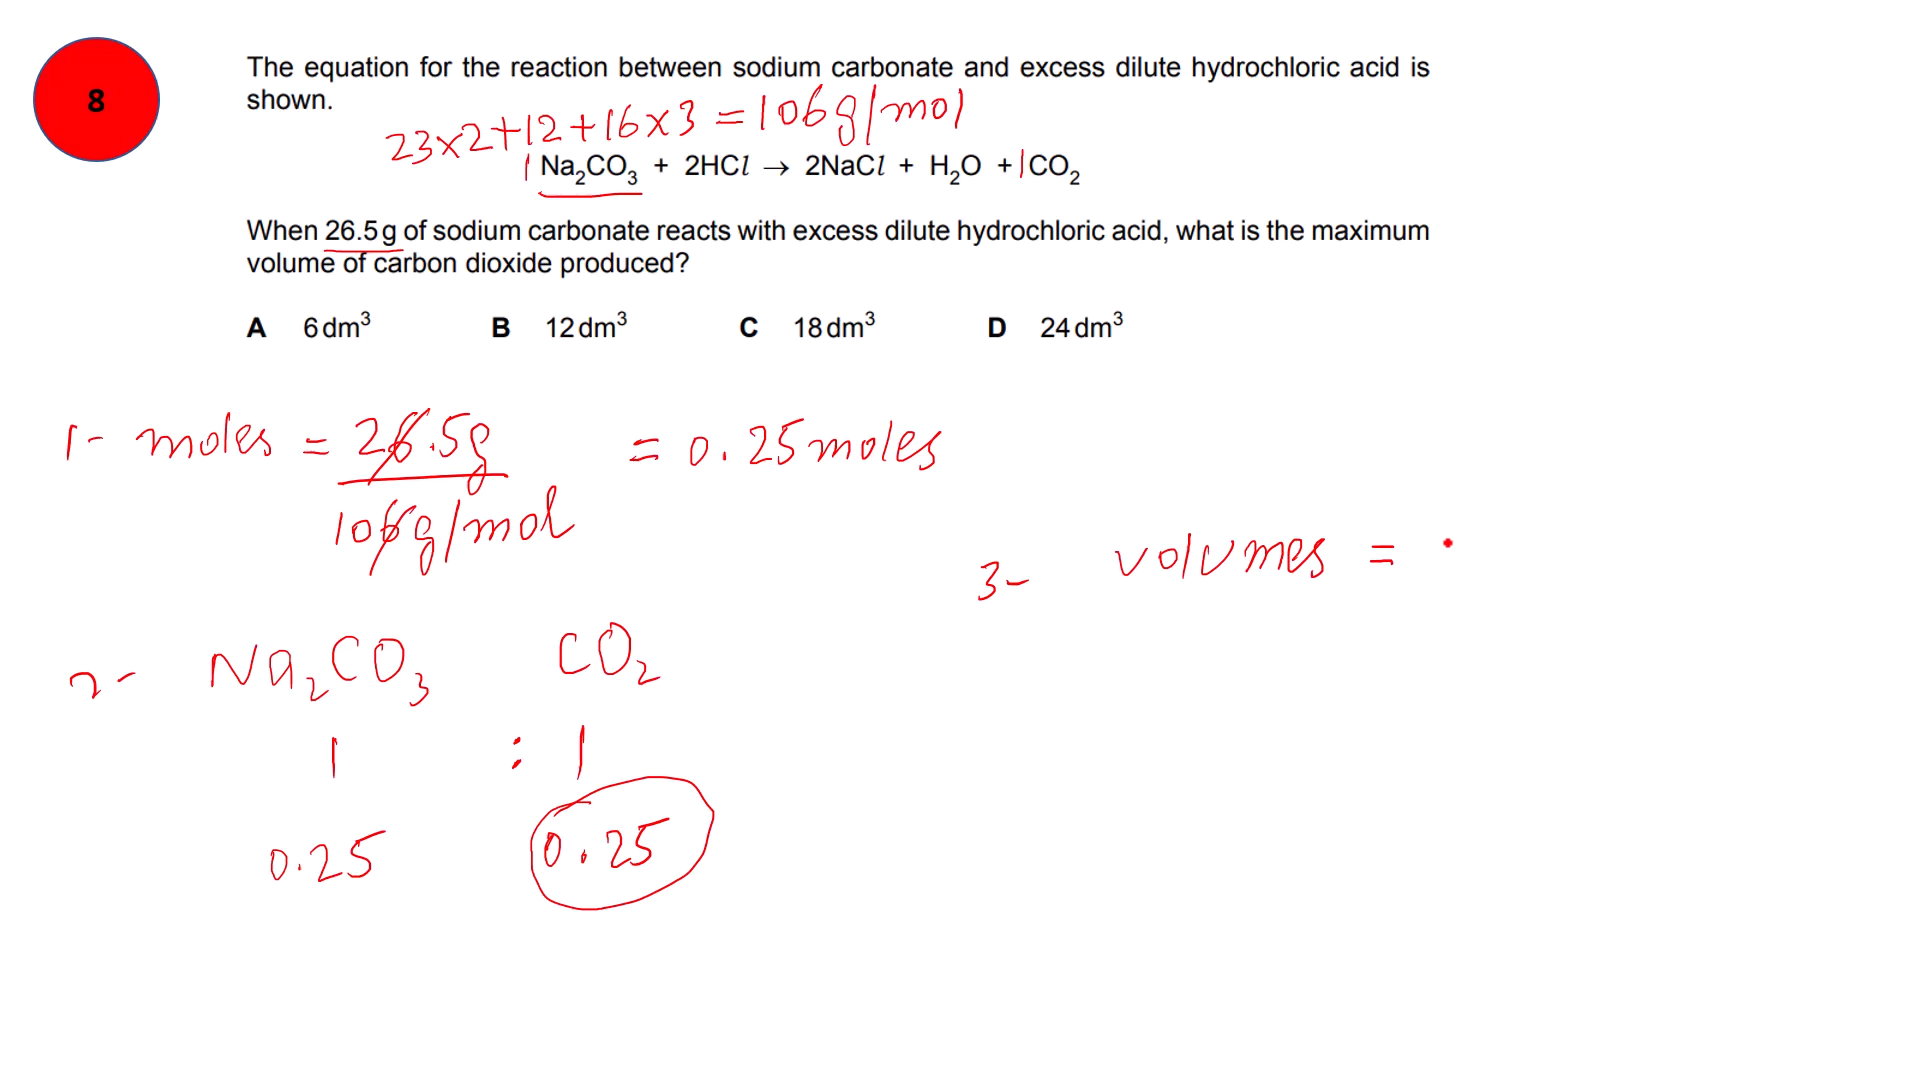 8
The equation for the reaction between sodium carbonate and excess dilute hydrochloric acid is
shown.
23x2+12+16x3 = 106g/mol
1 Na₂CO₃ + 2HCl → 2NaCl + H₂O + 1CO₂
When 26.5g of sodium carbonate reacts with excess dilute hydrochloric acid, what is the maximum
volume of carbon dioxide produced?
A 6dm³ B 12dm³ C 18dm³ D 24dm³
1- moles = 26.5g = 0.25 moles
106g/mol
3- volumes =
2- Na₂CO₃ CO₂
1 : 1
0.25 0.25